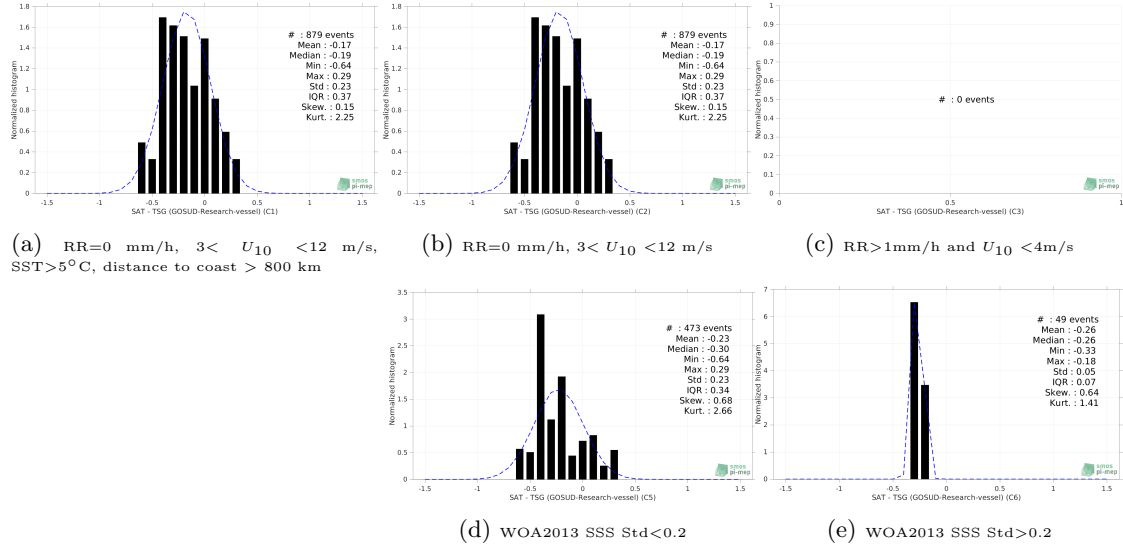 1.8
1.6
1.4
1.2
1
0.8
0.6
0.4
0.2
0
Normalized histogram
# : 879 events
Mean : -0.17
Median : -0.19
Min : -0.64
Max : 0.29
Std : 0.23
IQR : 0.37
Skew. : 0.15
Kurt. : 2.25
smos
pi-mep
-1.5 -1 -0.5 0 0.5 1 1.5
SAT - TSG (GOSUD-Research-vessel) (C1)
(a) RR=0 mm/h, 3< U10 <12 m/s,
SST>5°C, distance to coast > 800 km
1.8
1.6
1.4
1.2
1
0.8
0.6
0.4
0.2
0
Normalized histogram
# : 879 events
Mean : -0.17
Median : -0.19
Min : -0.64
Max : 0.29
Std : 0.23
IQR : 0.37
Skew. : 0.15
Kurt. : 2.25
smos
pi-mep
-1.5 -1 -0.5 0 0.5 1 1.5
SAT - TSG (GOSUD-Research-vessel) (C2)
(b) RR=0 mm/h, 3< U10 <12 m/s
1
0.9
0.8
0.7
0.6
0.5
0.4
0.3
0.2
0.1
0
Normalized histogram
# : 0 events
smos
pi-mep
0 0.5 1
SAT - TSG (GOSUD-Research-vessel) (C3)
(c) RR>1mm/h and U10 <4m/s
3.5
3
2.5
2
1.5
1
0.5
0
Normalized histogram
# : 473 events
Mean : -0.23
Median : -0.30
Min : -0.64
Max : 0.29
Std : 0.23
IQR : 0.34
Skew. : 0.68
Kurt. : 2.66
smos
pi-mep
-1.5 -1 -0.5 0 0.5 1 1.5
SAT - TSG (GOSUD-Research-vessel) (C5)
(d) WOA2013 SSS Std<0.2
7
6
5
4
3
2
1
0
Normalized histogram
# : 49 events
Mean : -0.26
Median : -0.26
Min : -0.33
Max : -0.18
Std : 0.05
IQR : 0.07
Skew. : 0.64
Kurt. : 1.41
smos
pi-mep
-1.5 -1 -0.5 0 0.5 1 1.5
SAT - TSG (GOSUD-Research-vessel) (C6)
(e) WOA2013 SSS Std>0.2